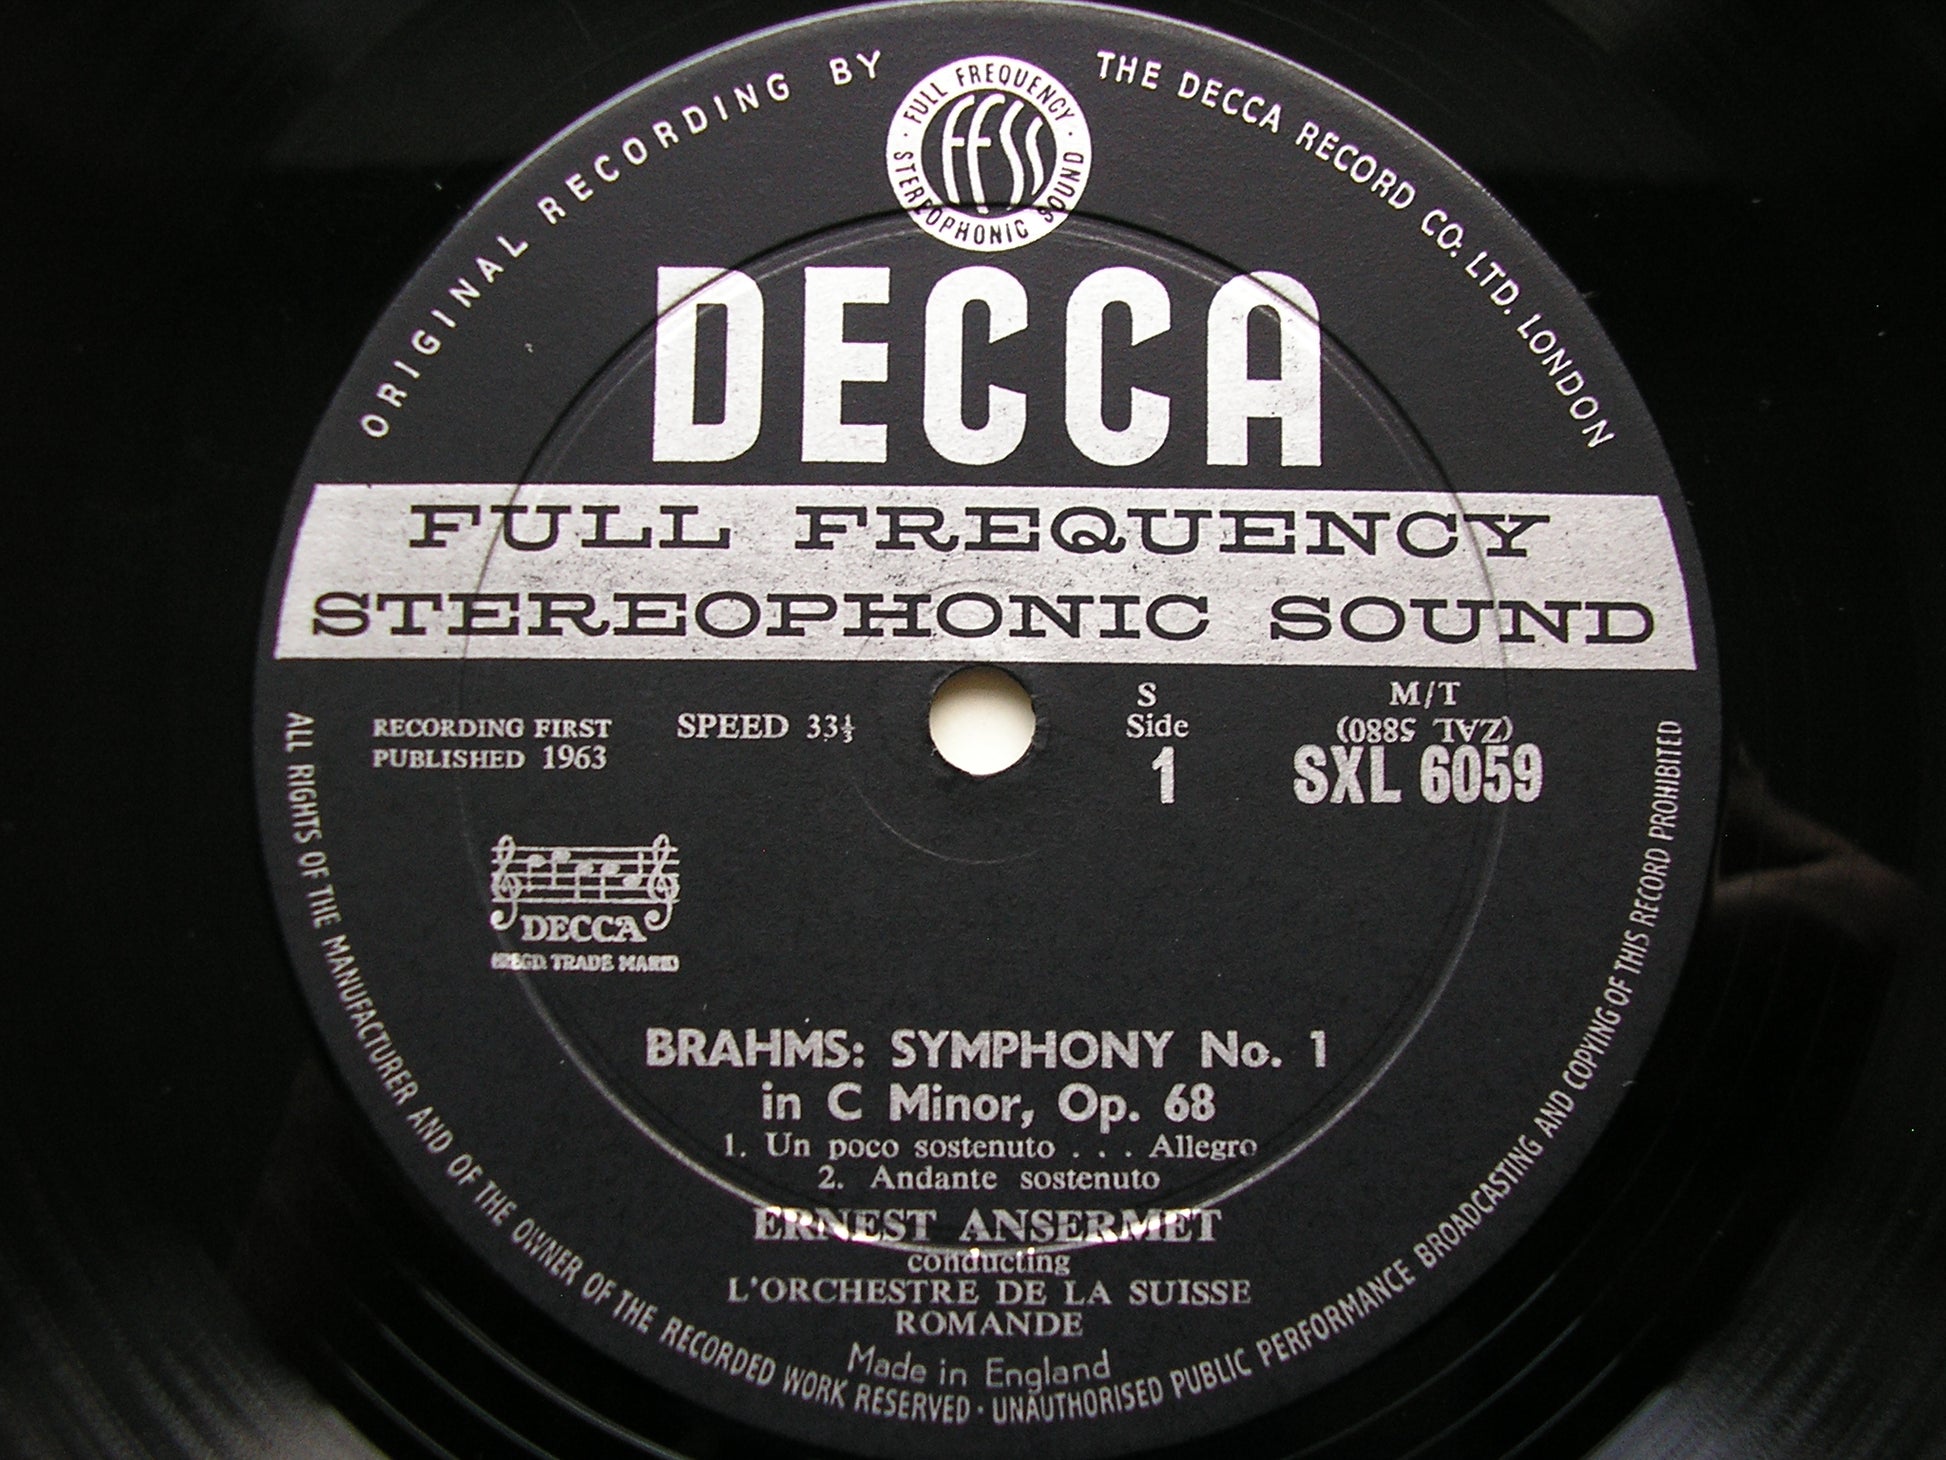 ORIGINAL RECORDING BY THE DECCA RECORD CO. LTD. LONDON
FULL FREQUENCY STEREOPHONIC SOUND
FFSS
DECCA
FULL FREQUENCY
STEREOPHONIC SOUND
RECORDING FIRST
PUBLISHED 1963
SPEED 33⅓
S
Side
1
M/T
(ZAL 5880)
SXL 6059
DECCA
(REGD. TRADE MARK)
BRAHMS: SYMPHONY No. 1
in C Minor, Op. 68
1. Un poco sostenuto . . . Allegro
2. Andante sostenuto
ERNEST ANSERMET
conducting
L'ORCHESTRE DE LA SUISSE
ROMANDE
Made in England
ALL RIGHTS OF THE MANUFACTURER AND OF THE OWNER OF THE RECORDED WORK RESERVED · UNAUTHORISED PUBLIC PERFORMANCE BROADCASTING AND COPYING OF THIS RECORD PROHIBITED